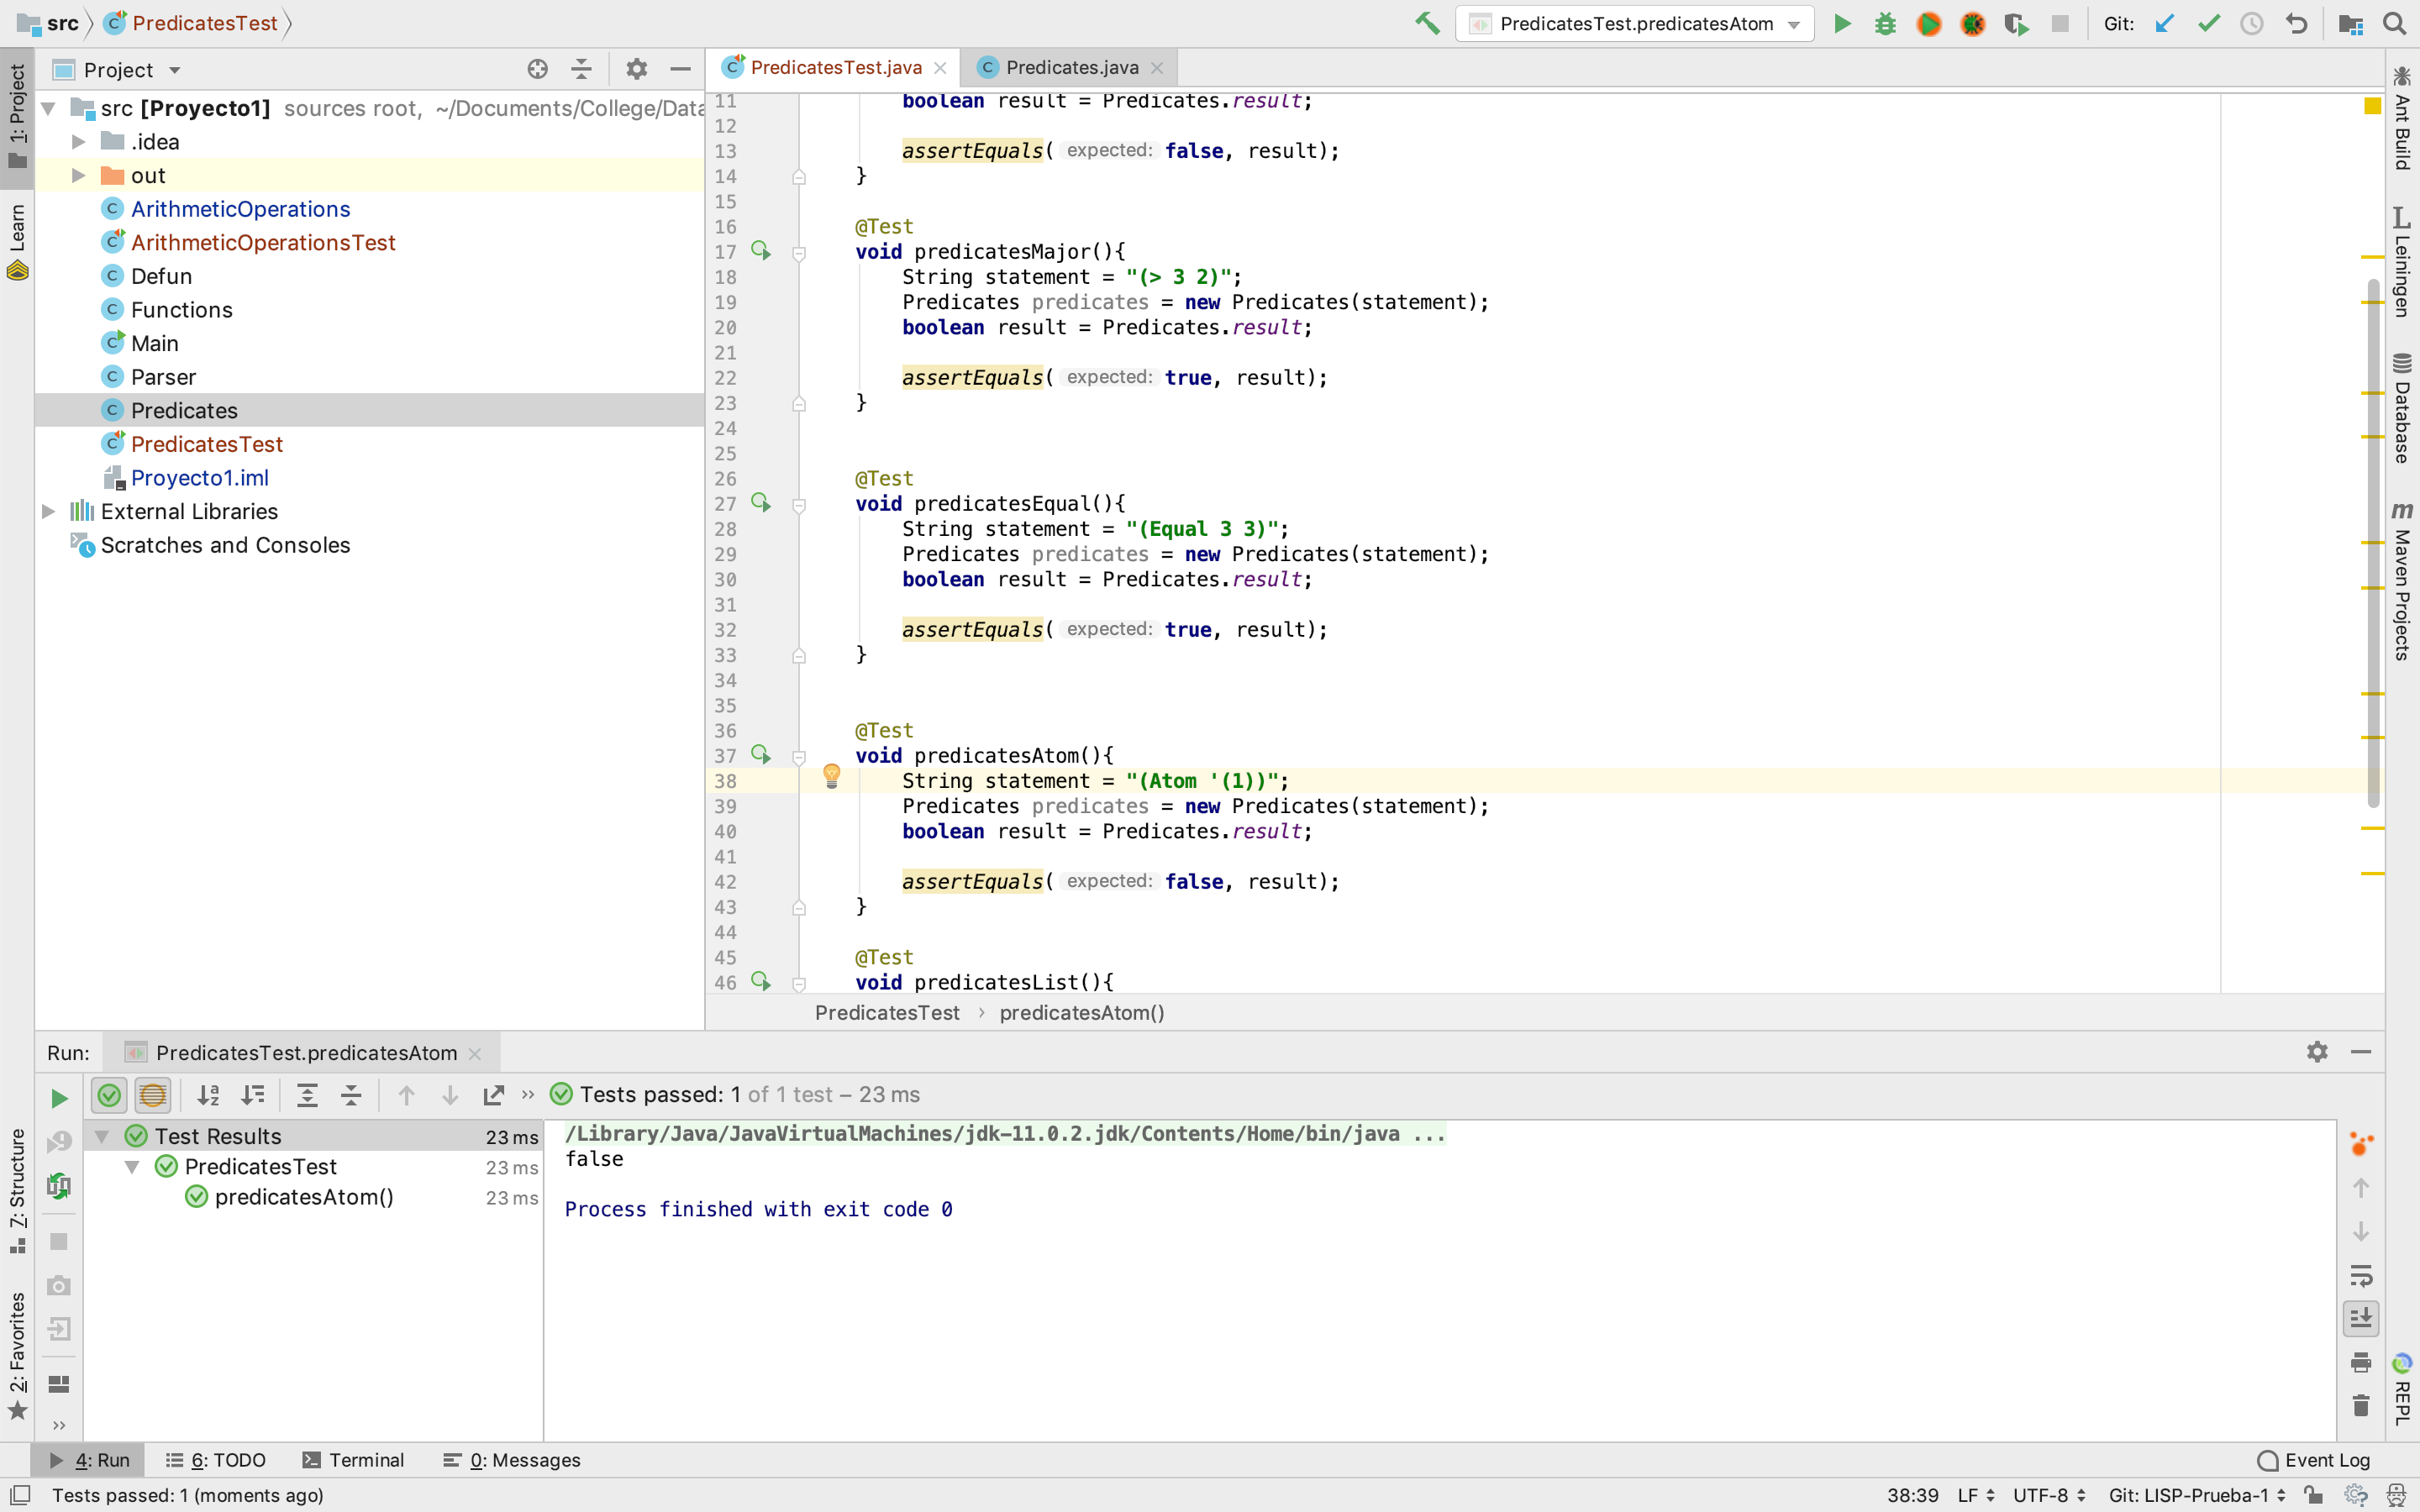 src PredicatesTest
PredicatesTest.predicatesAtom
Git:
Project
PredicatesTest.java
Predicates.java
1: Project
Learn
7: Structure
2: Favorites
src [Proyecto1] sources root, ~/Documents/College/Data
.idea
out
ArithmeticOperations
ArithmeticOperationsTest
Defun
Functions
Main
Parser
Predicates
PredicatesTest
Proyecto1.iml
External Libraries
Scratches and Consoles
11 boolean result = Predicates.result;
12
13 assertEquals( expected: false, result);
14 }
15
16 @Test
17 void predicatesMajor(){
18 String statement = "(> 3 2)";
19 Predicates predicates = new Predicates(statement);
20 boolean result = Predicates.result;
21
22 assertEquals( expected: true, result);
23 }
24
25
26 @Test
27 void predicatesEqual(){
28 String statement = "(Equal 3 3)";
29 Predicates predicates = new Predicates(statement);
30 boolean result = Predicates.result;
31
32 assertEquals( expected: true, result);
33 }
34
35
36 @Test
37 void predicatesAtom(){
38 String statement = "(Atom '(1))";
39 Predicates predicates = new Predicates(statement);
40 boolean result = Predicates.result;
41
42 assertEquals( expected: false, result);
43 }
44
45 @Test
46 void predicatesList(){
PredicatesTest › predicatesAtom()
Ant Build
Leiningen
Database
Maven Projects
REPL
Run: PredicatesTest.predicatesAtom
Tests passed: 1 of 1 test – 23 ms
Test Results 23 ms
PredicatesTest 23 ms
predicatesAtom() 23 ms
/Library/Java/JavaVirtualMachines/jdk-11.0.2.jdk/Contents/Home/bin/java ...
false
Process finished with exit code 0
4: Run
6: TODO
Terminal
0: Messages
Event Log
Tests passed: 1 (moments ago)
38:39 LF UTF-8 Git: LISP-Prueba-1